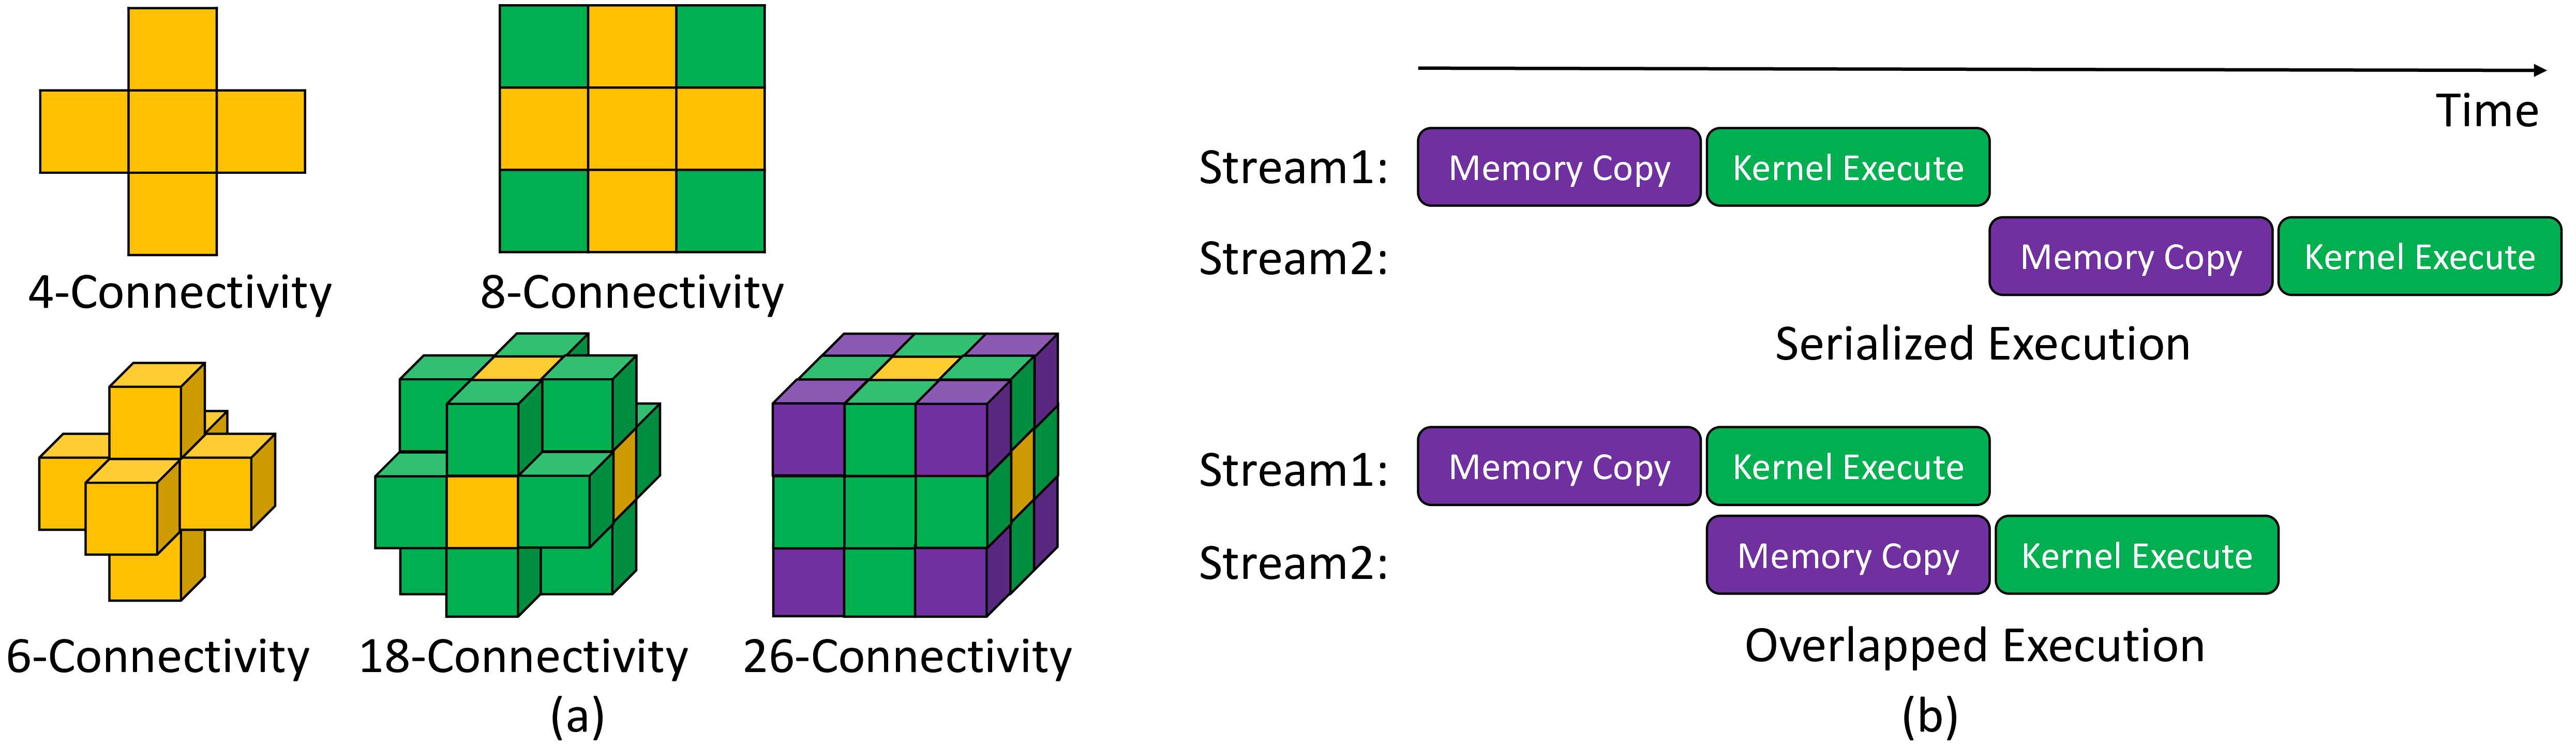 4-Connectivity
8-Connectivity
6-Connectivity
18-Connectivity
26-Connectivity
(a)
Time
Stream1: Memory Copy Kernel Execute
Stream2: Memory Copy Kernel Execute
Serialized Execution
Stream1: Memory Copy Kernel Execute
Stream2: Memory Copy Kernel Execute
Overlapped Execution
(b)